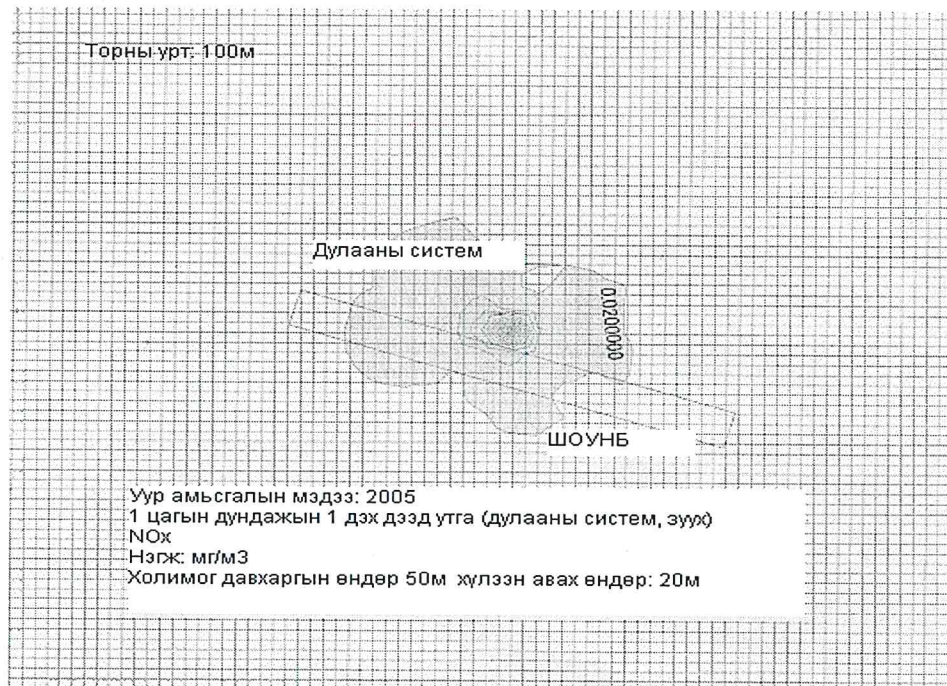 Торны урт: 100м
Дулааны систем
0.0200000
ШОУНБ
Уур амьсгалын мэдээ: 2005
1 цагын дундажын 1 дэх дээд утга (дулааны систем, зуух)
NOx
Нэгж: мг/м3
Холимог давхаргын өндөр 50м хүлээн авах өндөр: 20м